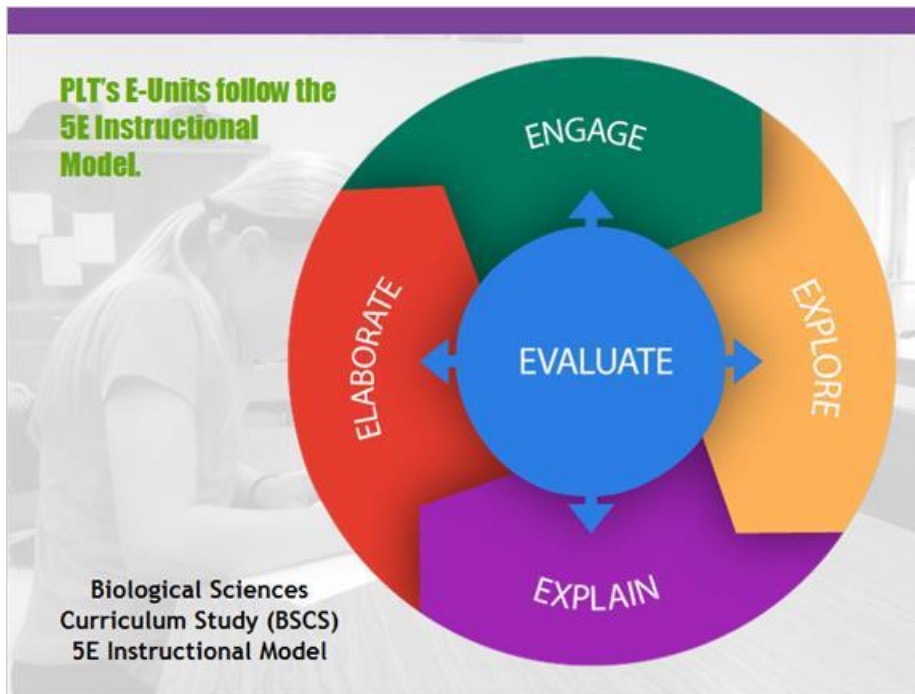 PLT's E-Units follow the
5E Instructional
Model.
ENGAGE
EXPLORE
EVALUATE
ELABORATE
EXPLAIN
Biological Sciences
Curriculum Study (BSCS)
5E Instructional Model